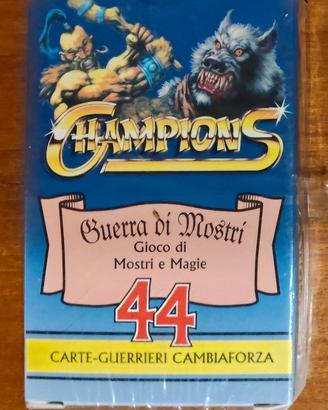 CHAMPIONS
Guerra di Mostri
Gioco di
Mostri e Magie
44
CARTE-GUERRIERI CAMBIAFORZA